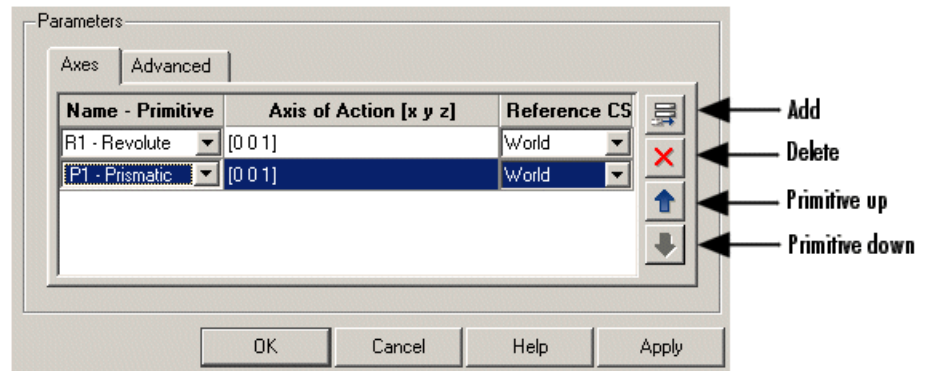 Parameters
Axes Advanced
Name - Primitive Axis of Action [x y z] Reference CS
R1 - Revolute [0 0 1] World
P1 - Prismatic [0 0 1] World
Add
Delete
Primitive up
Primitive down
OK Cancel Help Apply